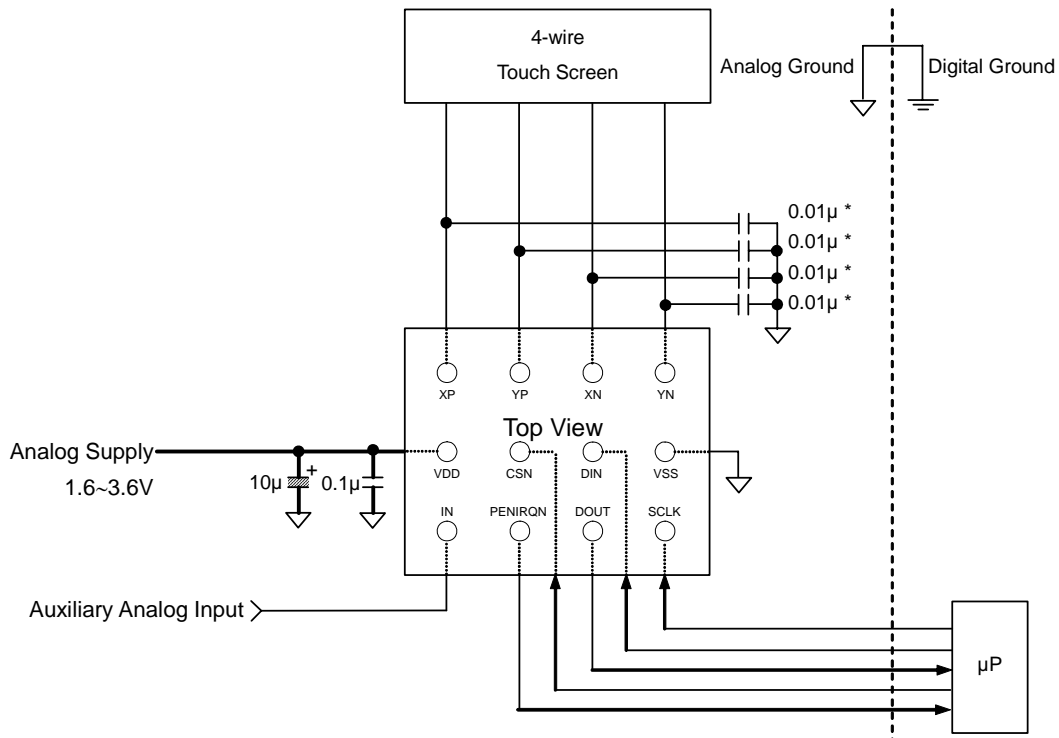 4-wire
Touch Screen
Analog Ground
Digital Ground
0.01µ *
0.01µ *
0.01µ *
0.01µ *
XP
YP
XN
YN
Top View
Analog Supply
1.6~3.6V
10µ
+
0.1µ
VDD
CSN
DIN
VSS
IN
PENIRQN
DOUT
SCLK
Auxiliary Analog Input
µP